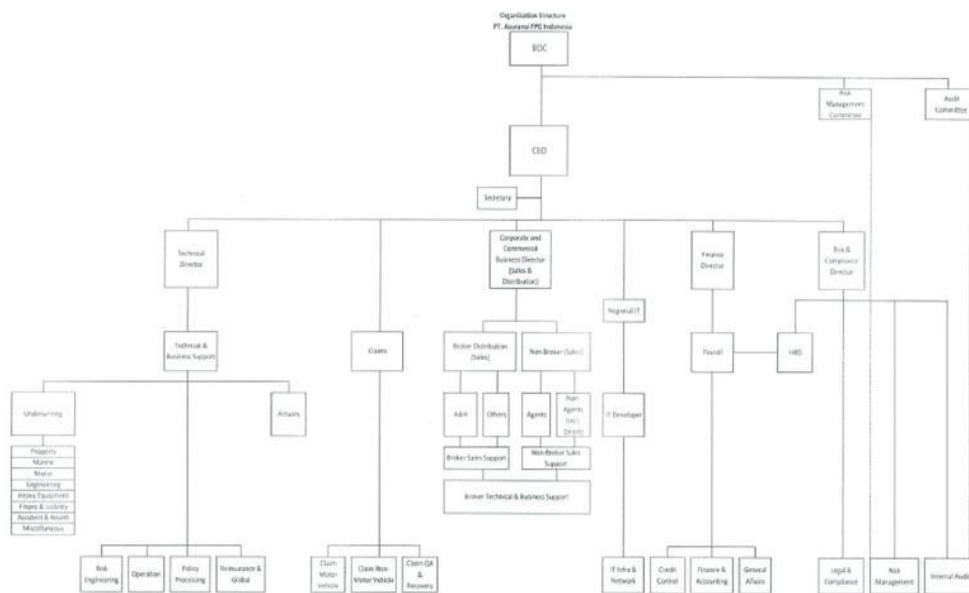 Organization Structure
PT. Asuransi FPG Indonesia
BOC
Risk
Management
Committee
Audit
Committee
CEO
Secretary
Technical
Director
Corporate and
Commercial
Business Director
(Sales &
Distribution)
Finance
Director
Risk &
Compliance
Director
Regional IT
Technical &
Business Support
Claims
Broker Distribution
(Sales)
Non-Broker (Sales)
Payroll
HRD
Underwriting
Actuary
A&H
Others
Agents
Non-
Agents
IT Developer
Broker Sales Support
Non-Broker Sales
Support
Broker Technical & Business Support
Property
Marine
Motor
Engineering
Heavy Equipment
Accident & Health
Miscellaneous
Risk
Engineering
Operation
Policy
Processing
Reinsurance &
Global
Claim
Motor
Vehicle
Claim Non-
Motor Vehicle
Claim QA
&
Recovery
IT Infra &
Network
Credit
Control
Finance &
Accounting
General
Affairs
Legal
& Compliance
Risk
Management
Internal Audit